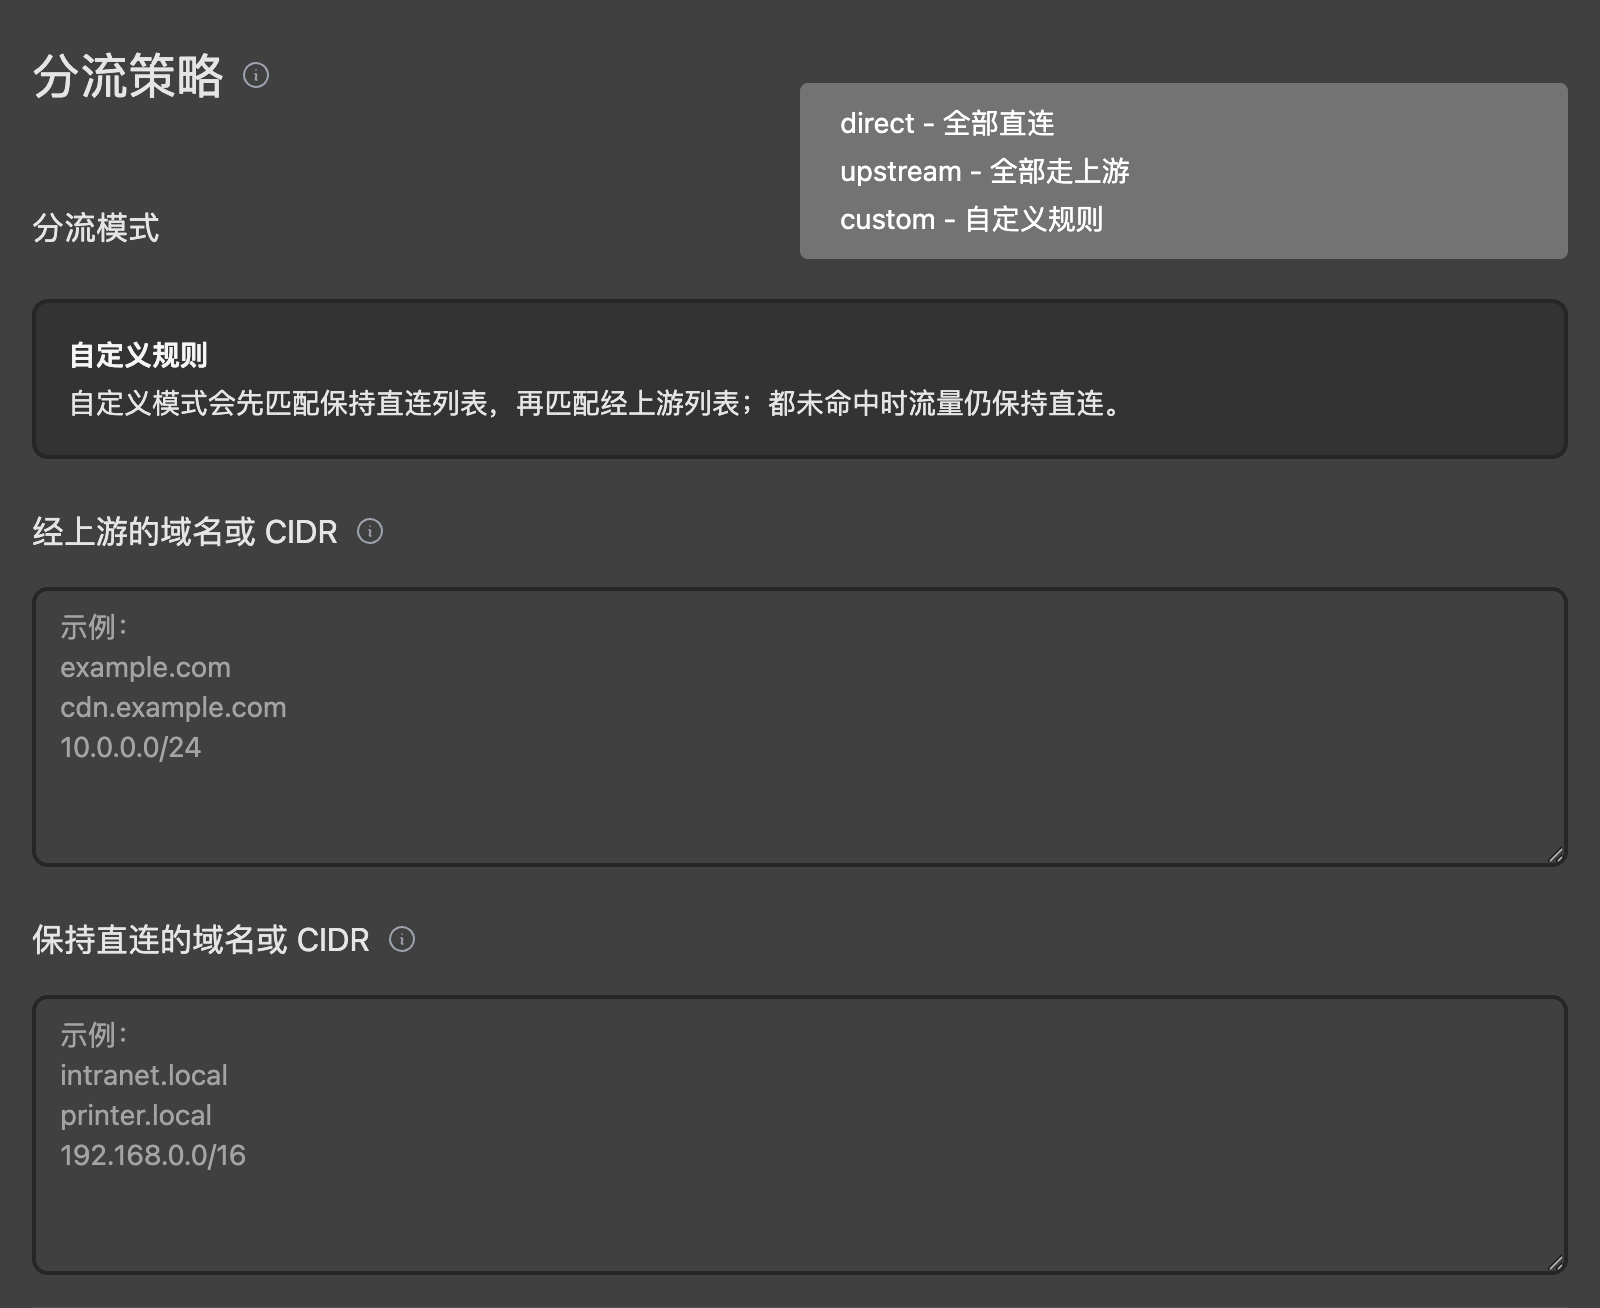 分流策略
direct - 全部直连
upstream - 全部走上游
custom - 自定义规则
分流模式
自定义规则
自定义模式会先匹配保持直连列表，再匹配经上游列表；都未命中时流量仍保持直连。
经上游的域名或 CIDR
示例：
example.com
cdn.example.com
10.0.0.0/24
保持直连的域名或 CIDR
示例：
intranet.local
printer.local
192.168.0.0/16